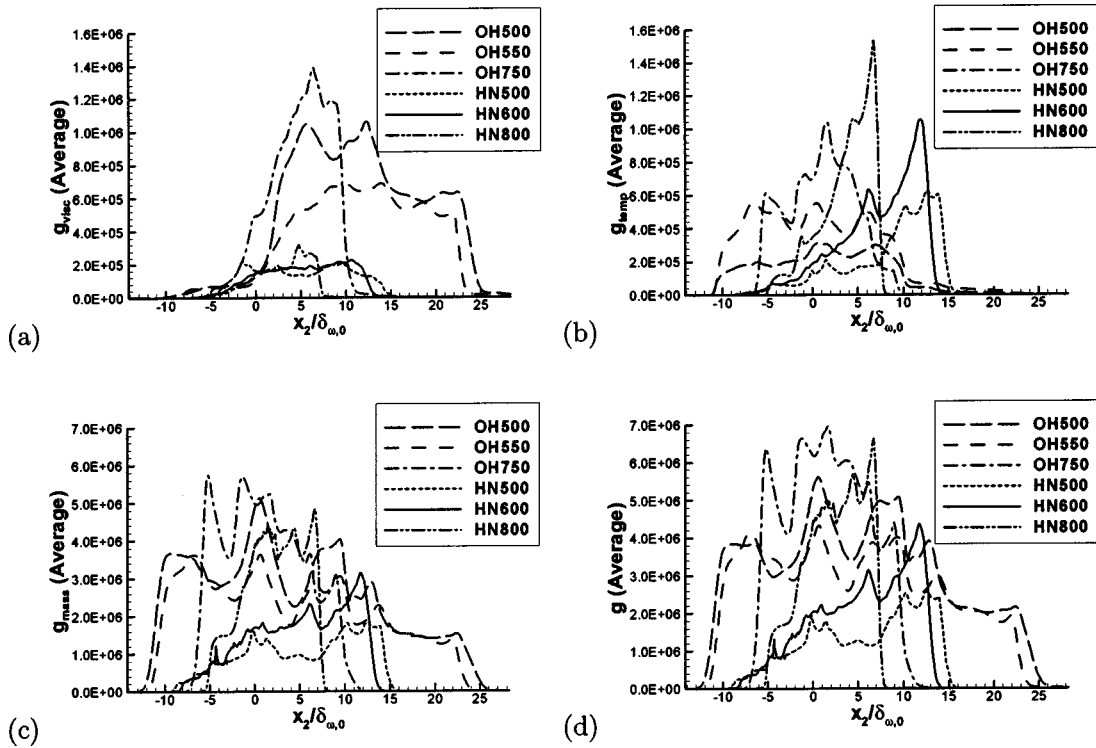 (a)
g_visc (Average)
1.6E+06
1.4E+06
1.2E+06
1.0E+06
8.0E+05
6.0E+05
4.0E+05
2.0E+05
0.0E+00
-10 -5 0 5 10 15 20 25
x₂/δ_ω,0
OH500
OH550
OH750
HN500
HN600
HN800
(b)
g_temp (Average)
1.6E+06
1.4E+06
1.2E+06
1.0E+06
8.0E+05
6.0E+05
4.0E+05
2.0E+05
0.0E+00
-10 -5 0 5 10 15 20 25
x₂/δ_ω,0
OH500
OH550
OH750
HN500
HN600
HN800
(c)
g_mass (Average)
7.0E+06
6.0E+06
5.0E+06
4.0E+06
3.0E+06
2.0E+06
1.0E+06
0.0E+00
-10 -5 0 5 10 15 20 25
x₂/δ_ω,0
OH500
OH550
OH750
HN500
HN600
HN800
(d)
g (Average)
7.0E+06
6.0E+06
5.0E+06
4.0E+06
3.0E+06
2.0E+06
1.0E+06
0.0E+00
-10 -5 0 5 10 15 20 25
x₂/δ_ω,0
OH500
OH550
OH750
HN500
HN600
HN800